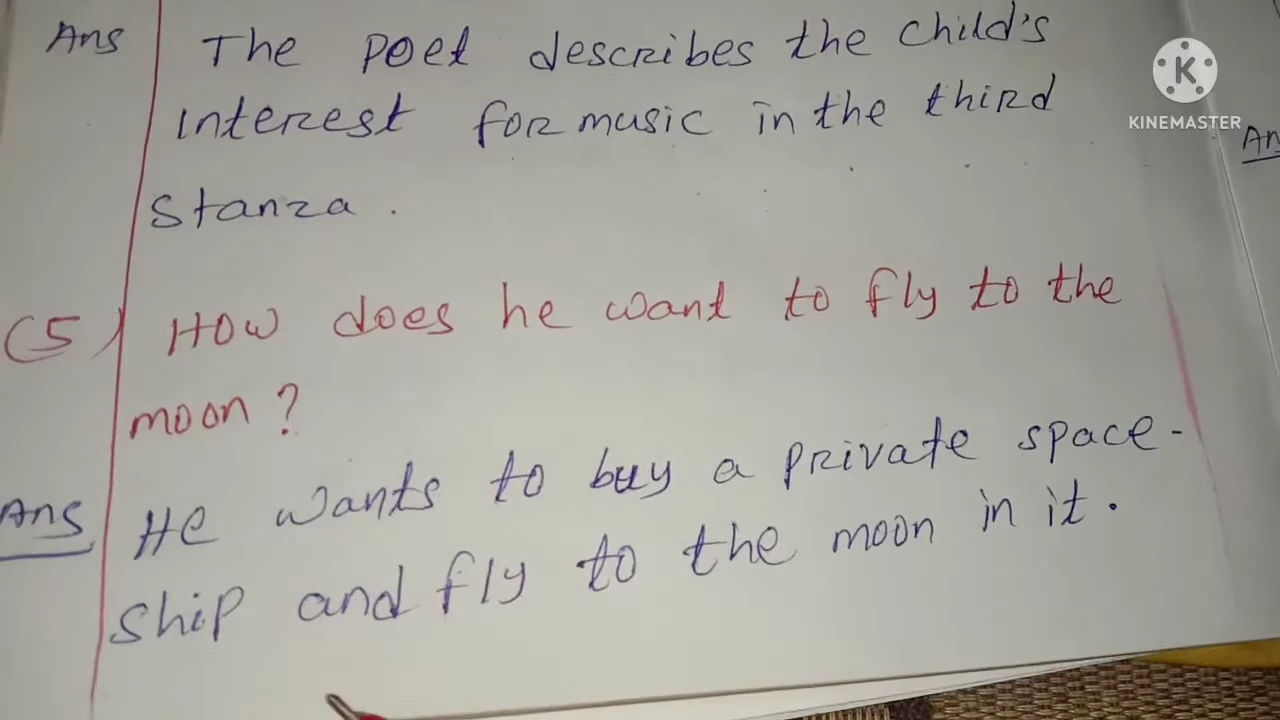 Ans The poet describes the child's
interest for music in the third
stanza.
(5) How does he want to fly to the
moon?
Ans He wants to buy a private space-
ship and fly to the moon in it.
K
KINEMASTER
An